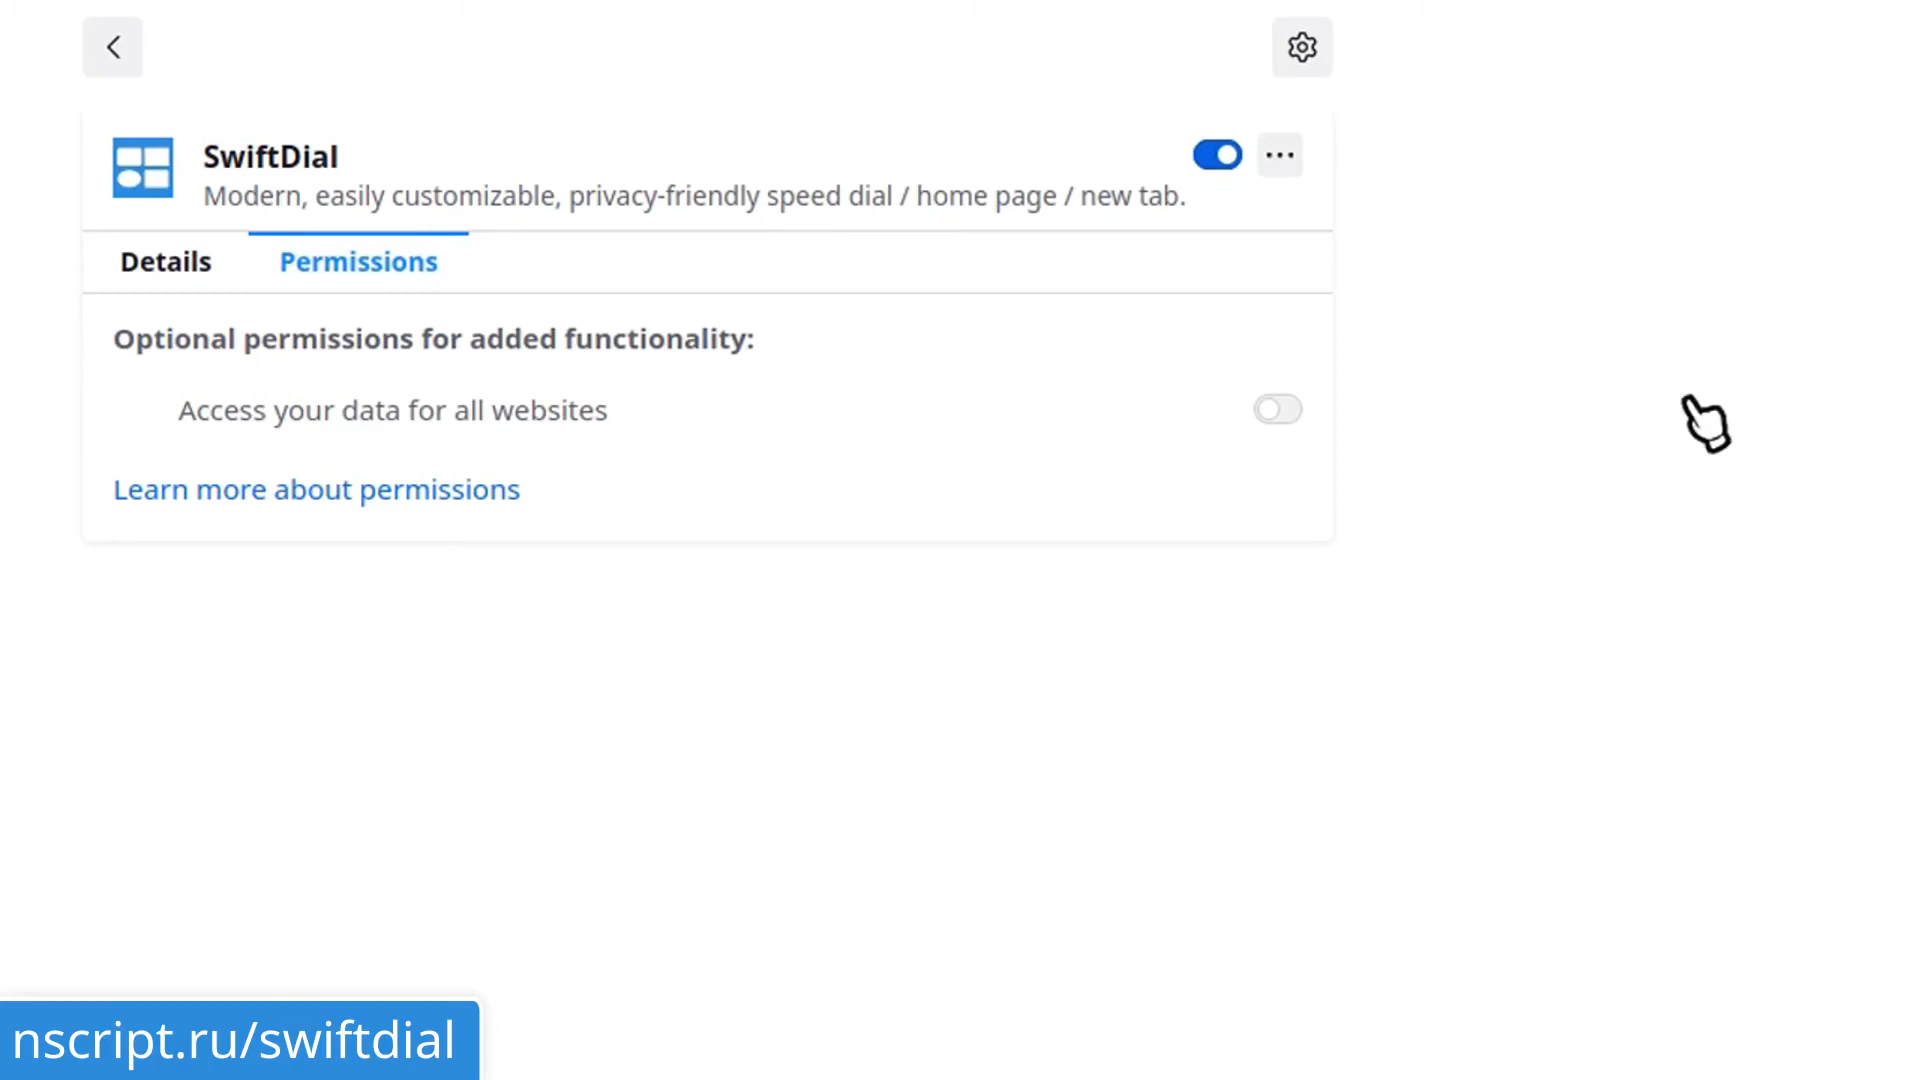 SwiftDial
Modern, easily customizable, privacy-friendly speed dial / home page / new tab.
Details
Permissions
Optional permissions for added functionality:
Access your data for all websites
Learn more about permissions
nscript.ru/swiftdial